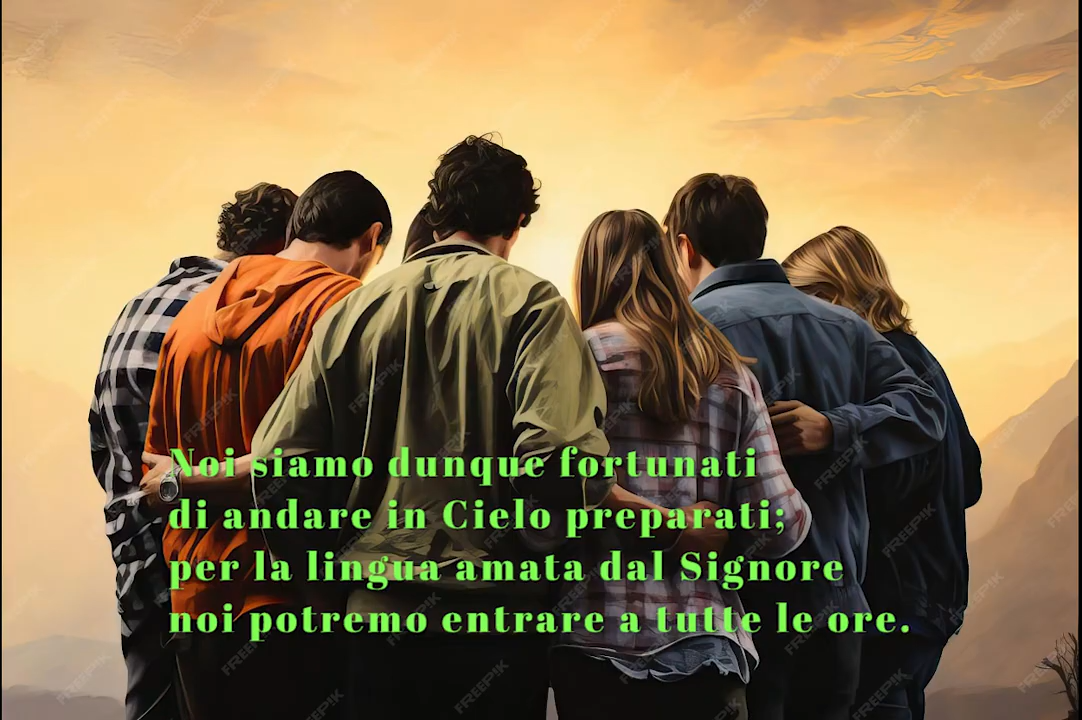 Noi siamo dunque fortunati
di andare in Cielo preparati;
per la lingua amata dal Signore
noi potremo entrare a tutte le ore.
FREEPIK